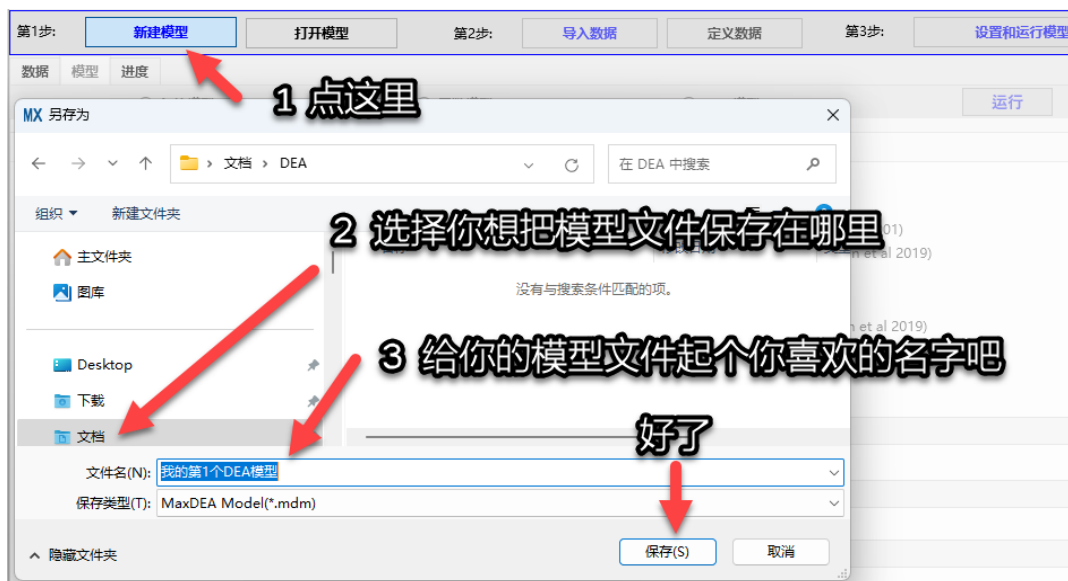 第1步: 新建模型 打开模型 第2步: 导入数据 定义数据 第3步: 设置和运行模型
数据 模型 进度
1 点这里
运行
MX 另存为
文档 > DEA
在 DEA 中搜索
组织 新建文件夹
01)
2 选择你想把模型文件保存在哪里
et al 2019)
主文件夹
图库
没有与搜索条件匹配的项。
et al 2019)
3 给你的模型文件起个你喜欢的名字吧
Desktop
下载
文档
好了
文件名(N): 我的第1个DEA模型
保存类型(T): MaxDEA Model(*.mdm)
隐藏文件夹 保存(S) 取消